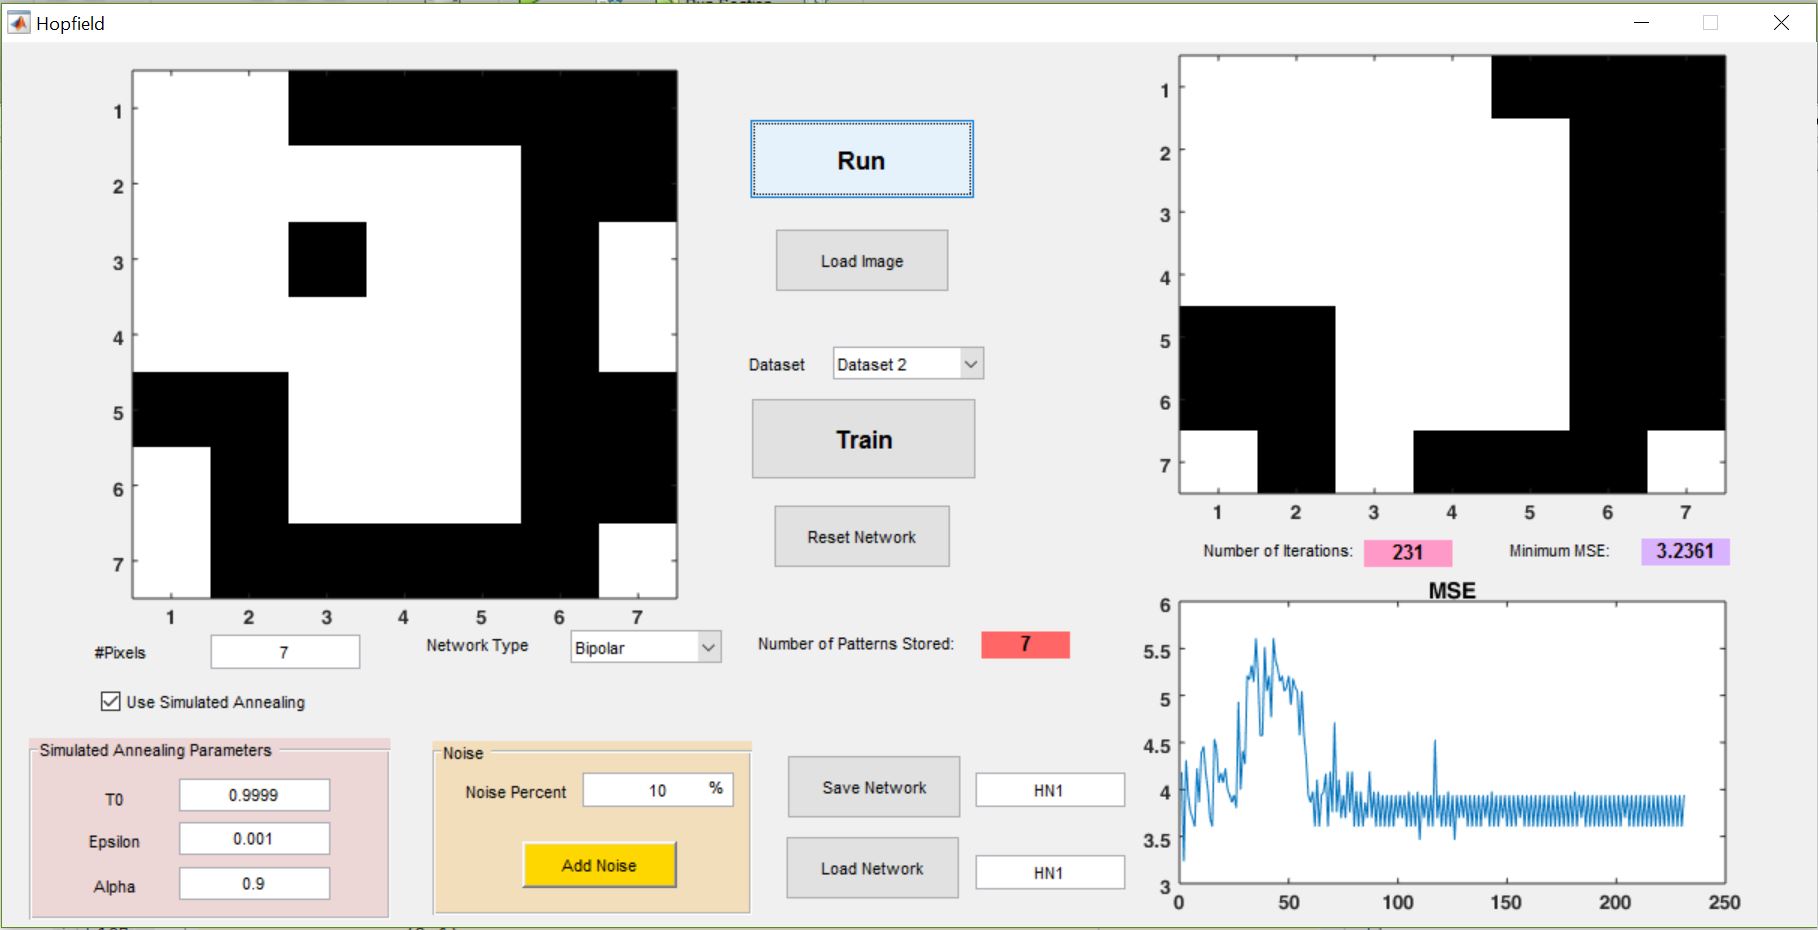 Hopfield
1
2
3
4
5
6
7
1 2 3 4 5 6 7
#Pixels 7
Network Type Bipolar
Use Simulated Annealing
Simulated Annealing Parameters
T0 0.9999
Epsilon 0.001
Alpha 0.9
Noise
Noise Percent 10 %
Add Noise
Run
Load Image
Dataset Dataset 2
Train
Reset Network
Number of Patterns Stored: 7
Save Network HN1
Load Network HN1
1
2
3
4
5
6
7
1 2 3 4 5 6 7
Number of Iterations: 231
Minimum MSE: 3.2361
MSE
6
5.5
5
4.5
4
3.5
3
0 50 100 150 200 250